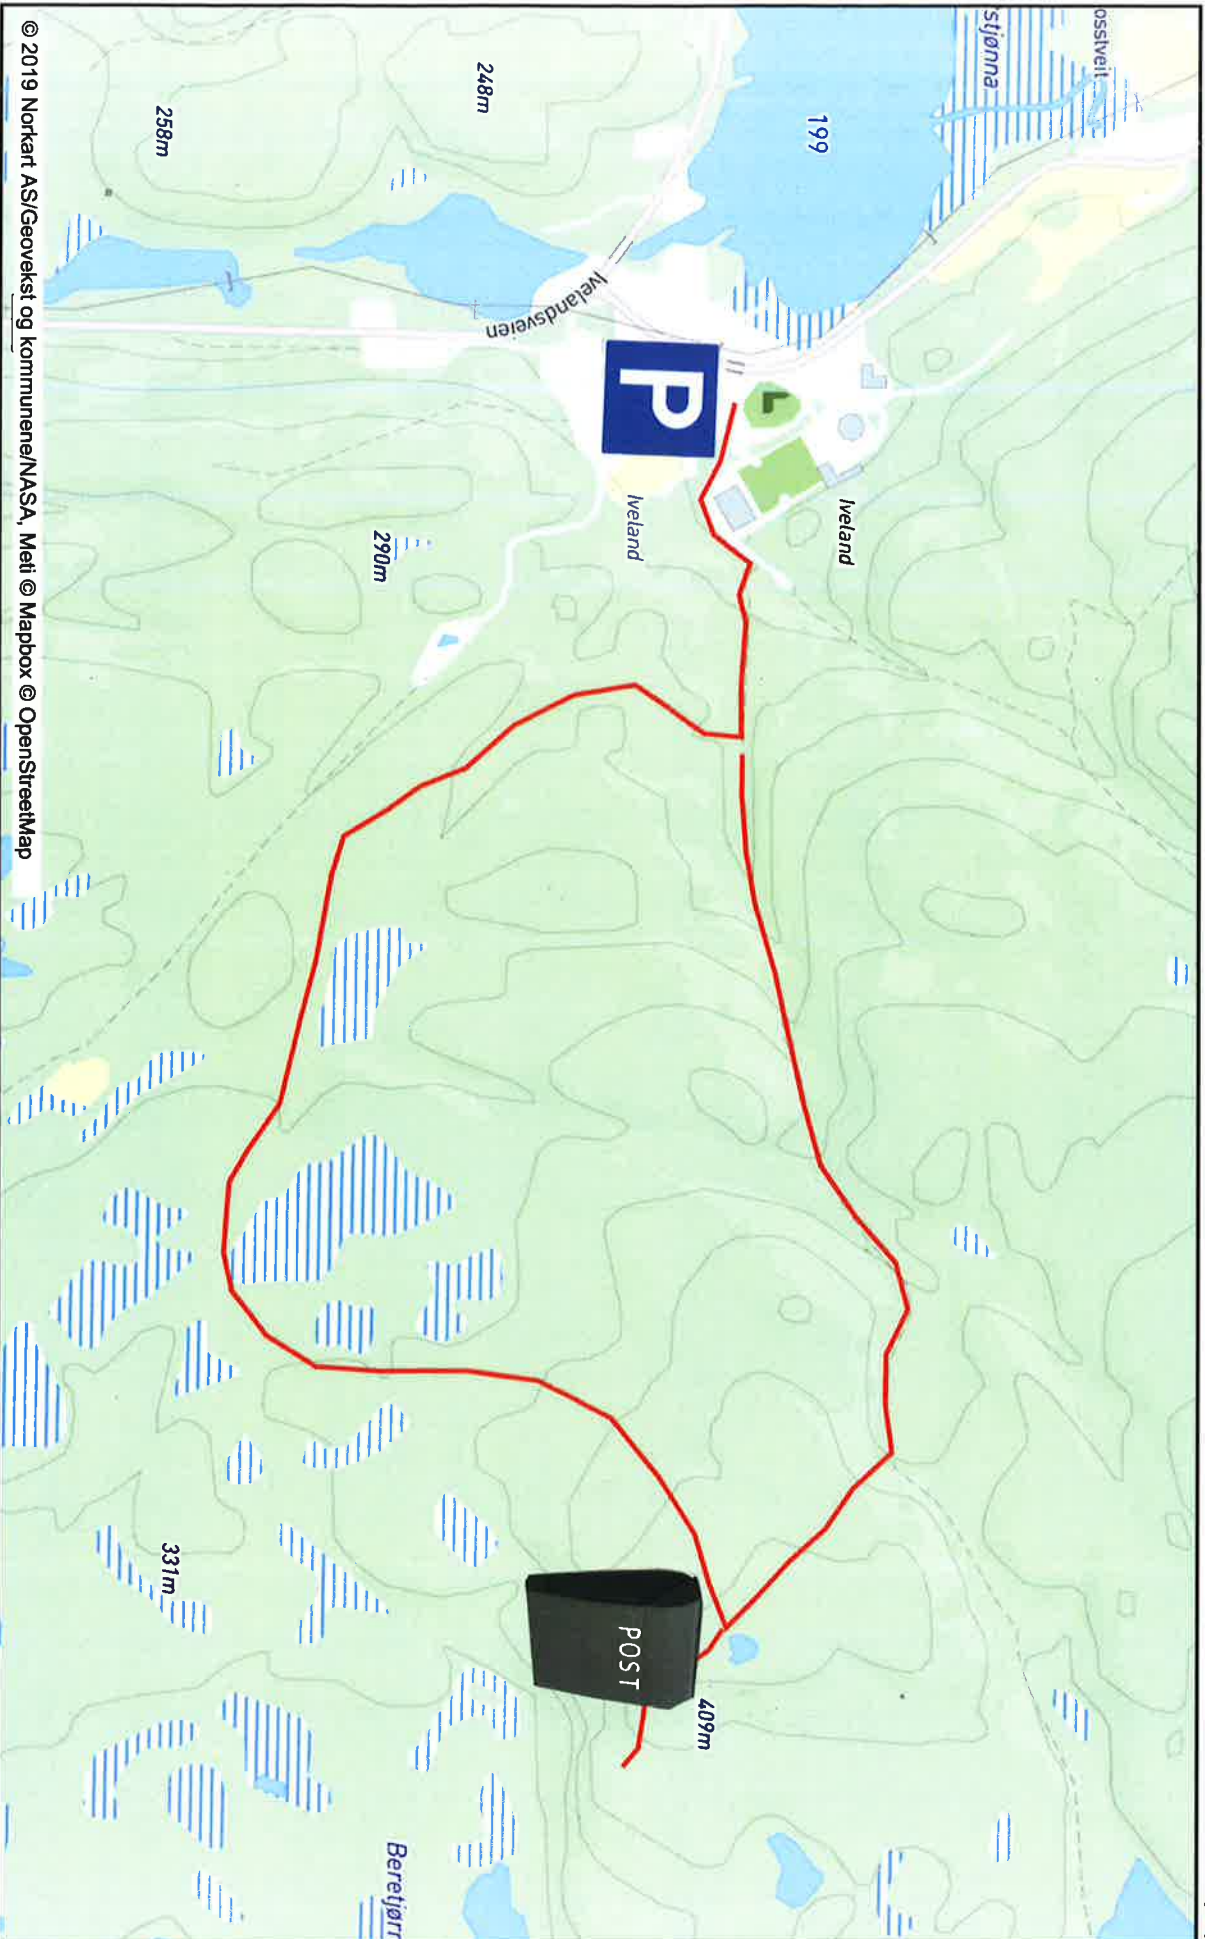 osstveit
stjønna
199
248m
258m
Ivelandsveien
P
Iveland
Iveland
290m
331m
POST
409m
Beretjørr
© 2019 Norkart AS/Geovekst og kommunene/NASA, Meti © Mapbox © OpenStreetMap